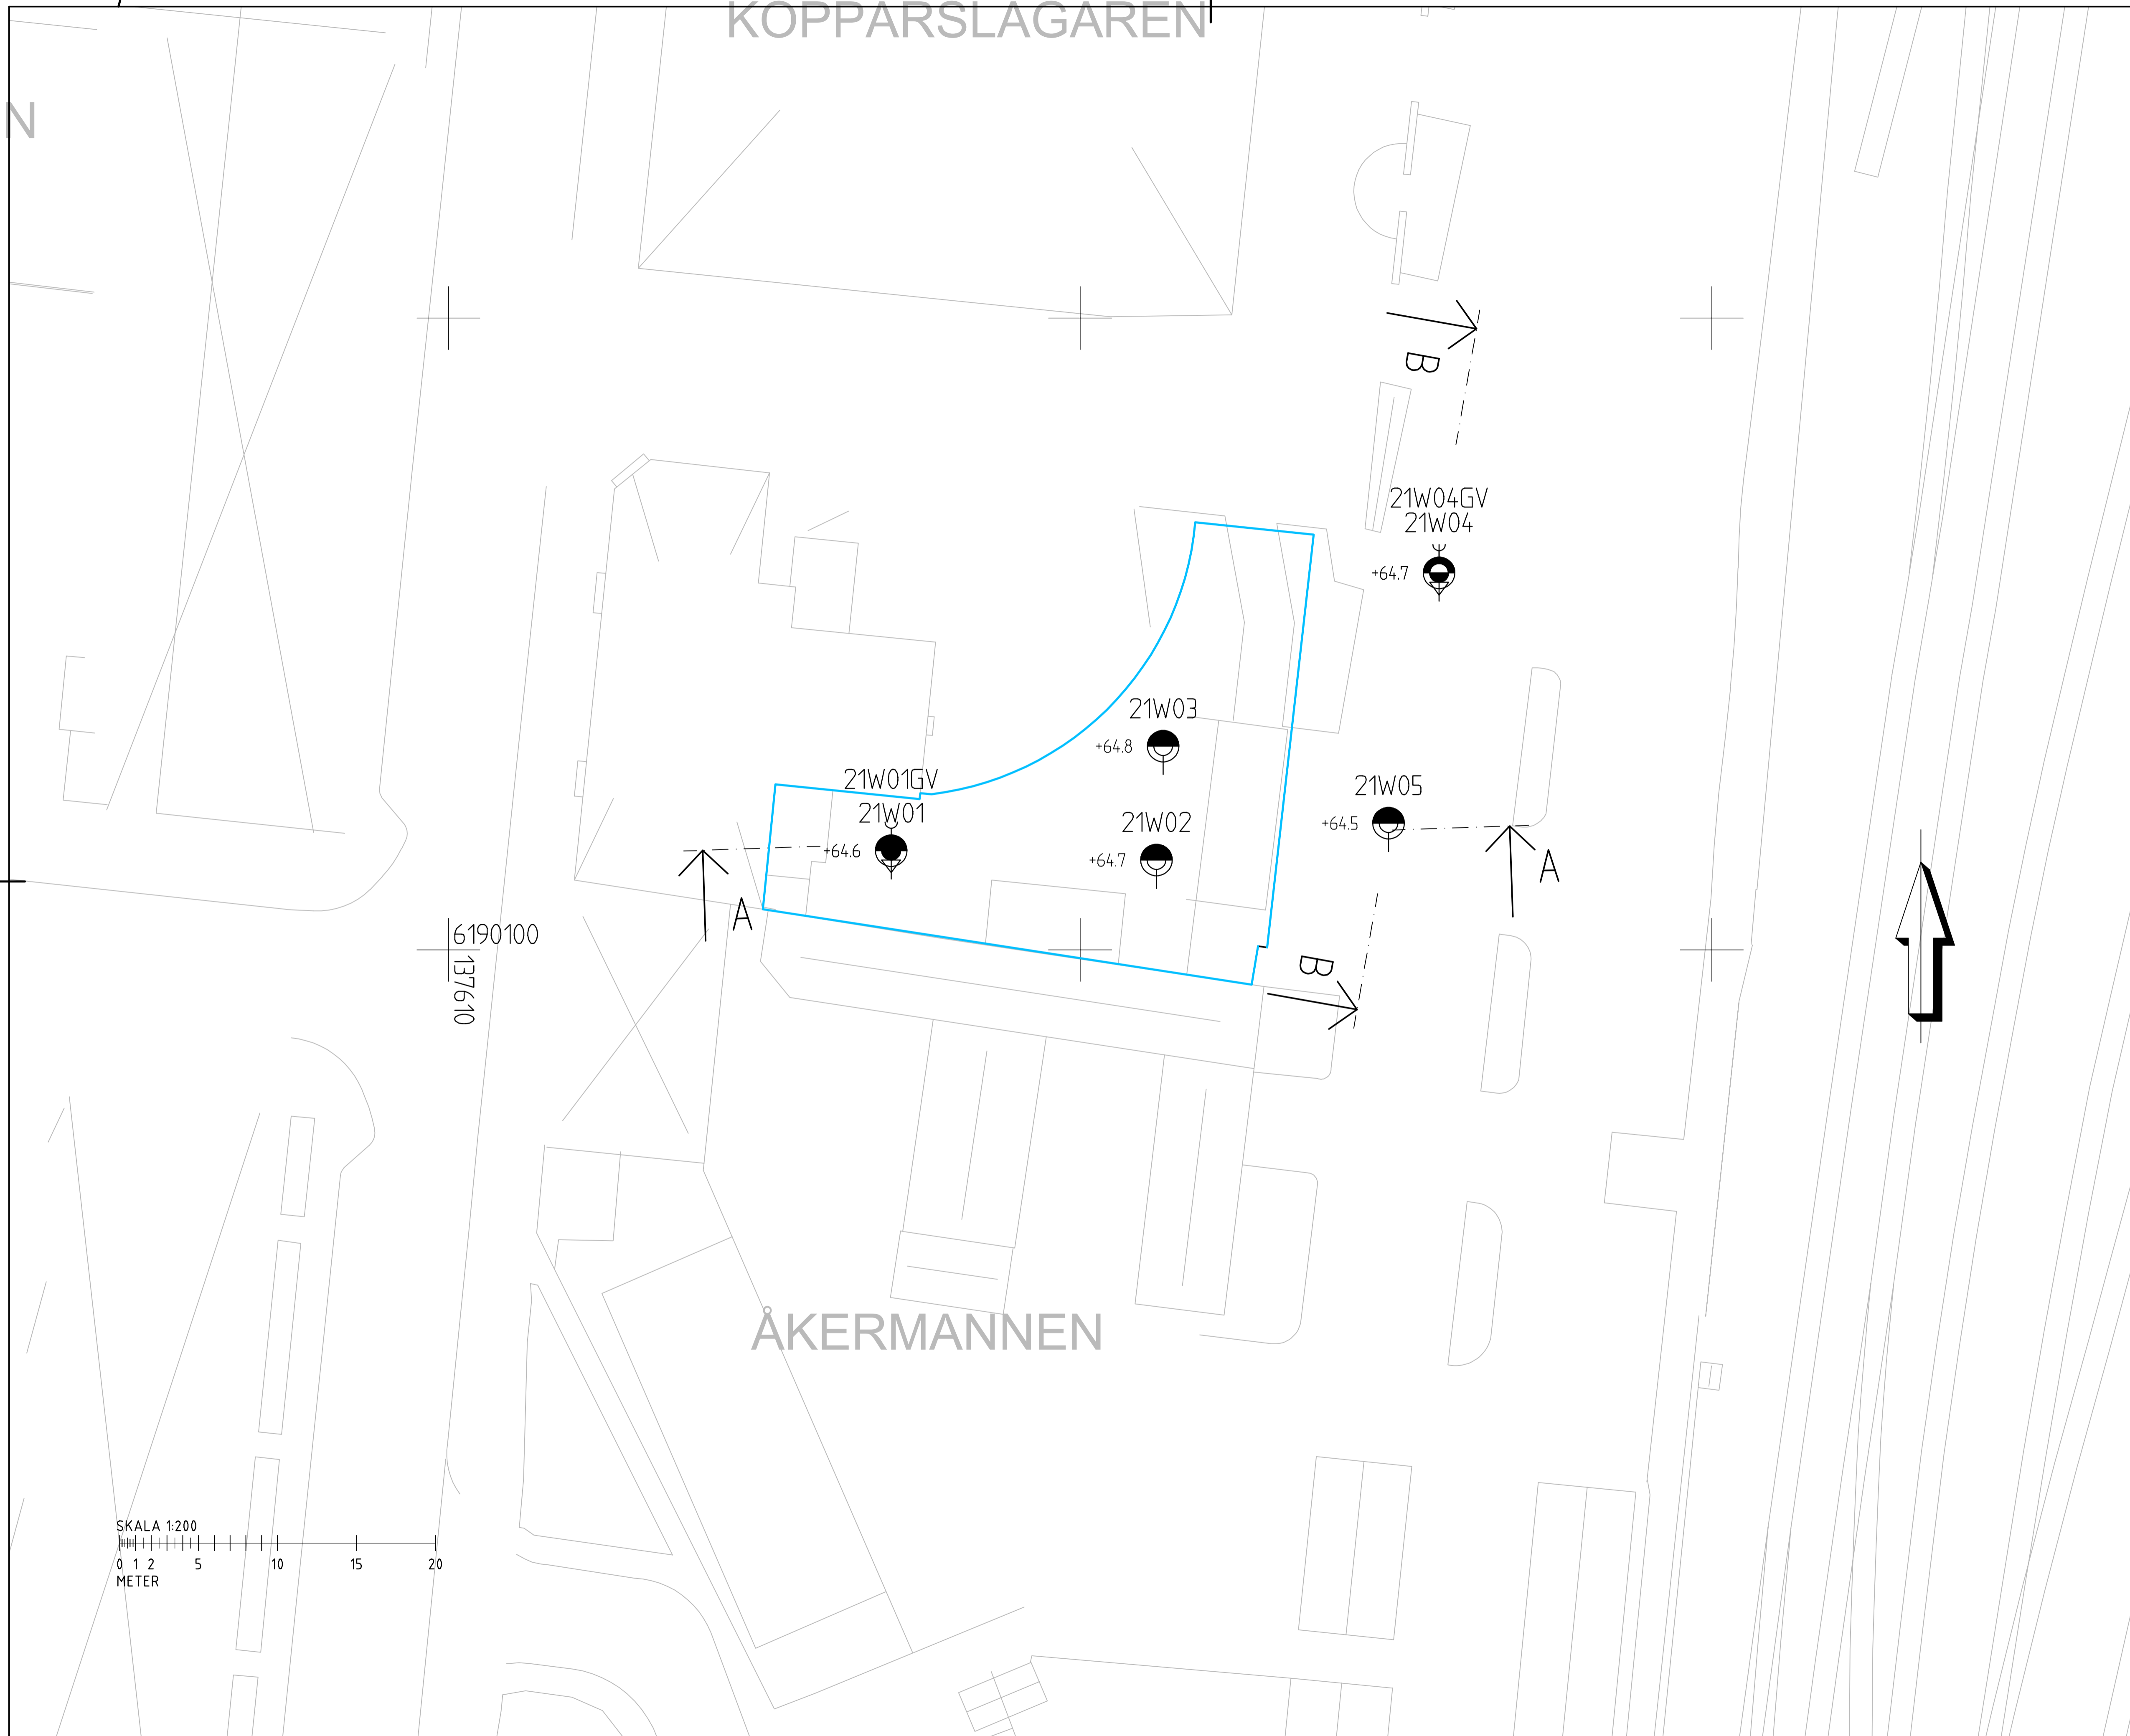 KOPPARSLAGAREN
N
B
21W04GV
21W04
+64.7
21W03
+64.8
21W01GV
21W01
+64.6
21W02
+64.7
21W05
+64.5
A
A
6190100
137610
B
ÅKERMANNEN
SKALA 1:200
0 1 2 5 10 15 20
METER